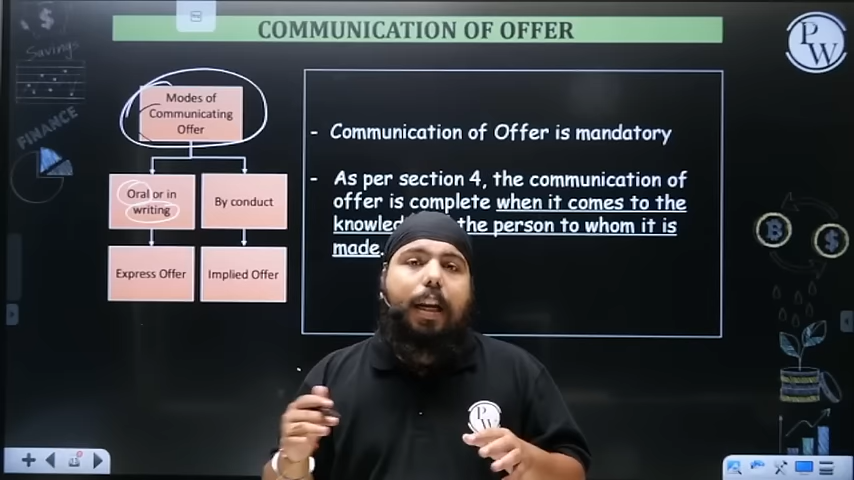 COMMUNICATION OF OFFER
Savings
FINANCE
PW
Modes of
Communicating
Offer
Oral or in
writing
By conduct
Express Offer
Implied Offer
- Communication of Offer is mandatory
- As per section 4, the communication of
offer is complete when it comes to the
the person to whom it is
made.
PW